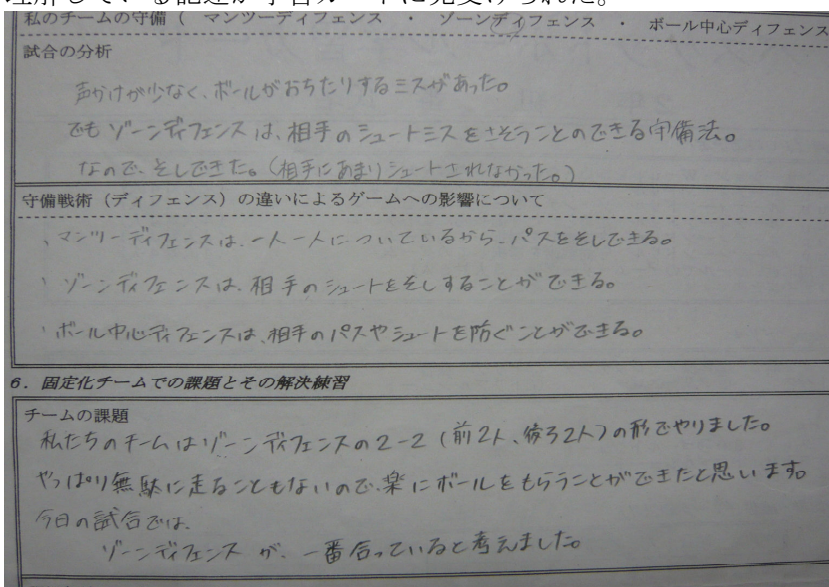 理解している記述が学習カードに見受けられた。
私のチームの守備（　マンツーディフェンス　・　ゾーンディフェンス　・　ボール中心ディフェンス
試合の分析
声かけが少なく、ボールがおちたりするミスがあった。
でもゾーンディフェンスは、相手のシュートミスをさそうことのできる守備法。
なので、そしできた。（相手にあまりシュートされなかった。）
守備戦術（ディフェンス）の違いによるゲームへの影響について
、マンツーディフェンスは、一人一人についているから、パスをそしできる。
、ゾーンディフェンスは、相手のシュートをそしすることができる。
、ボール中心ディフェンスは、相手のパスやシュートを防ぐことができる。
6．固定化チームでの課題とその解決練習
チームの課題
私たちのチームはゾーンディフェンスの2-2（前2人、後ろ2人）の形でやりました。
やっぱり無駄に走ることもないので、楽にボールをもらうことができたと思います。
今日の試合では、
ゾーンディフェンスが、一番合っていると考えました。